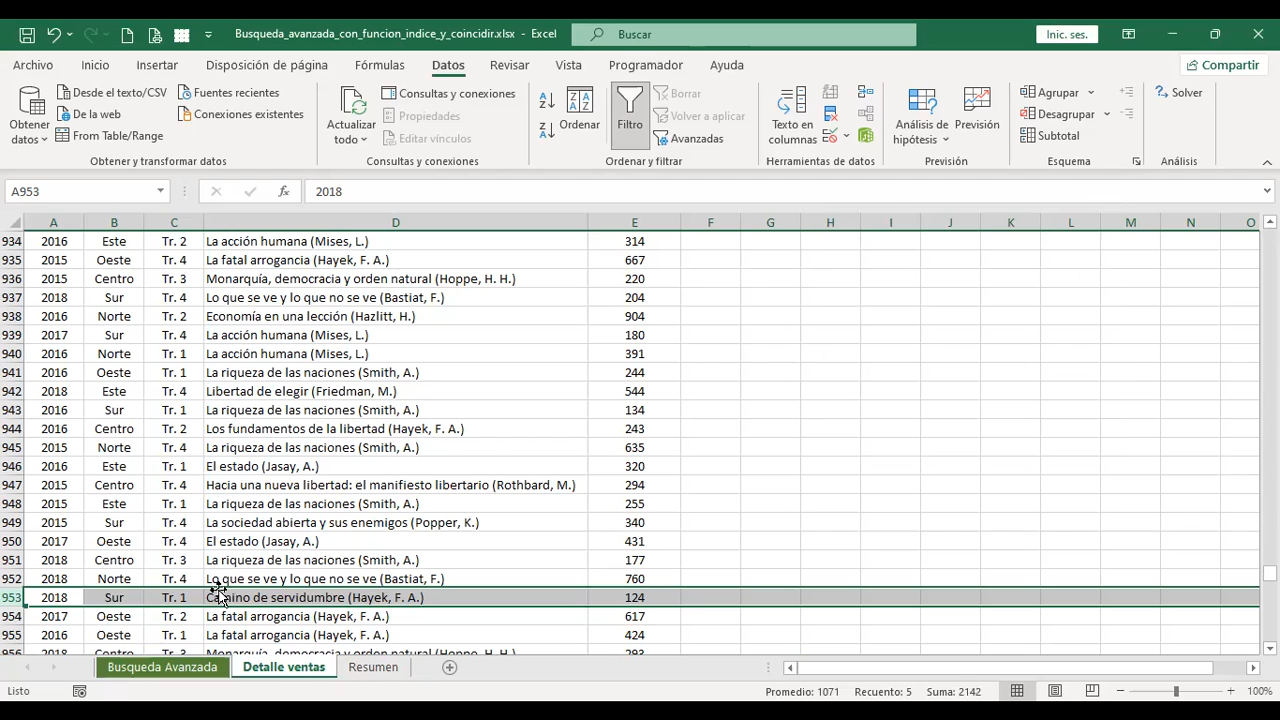 Busqueda_avanzada_con_funcion_indice_y_coincidir.xlsx - Excel
Buscar
Inic. ses.
Archivo Inicio Insertar Disposición de página Fórmulas Datos Revisar Vista Programador Ayuda
Compartir
Obtener datos
Desde el texto/CSV
De la web
From Table/Range
Fuentes recientes
Conexiones existentes
Obtener y transformar datos
Actualizar todo
Consultas y conexiones
Propiedades
Editar vínculos
Consultas y conexiones
Ordenar
Filtro
Borrar
Volver a aplicar
Avanzadas
Ordenar y filtrar
Texto en columnas
Herramientas de datos
Análisis de hipótesis
Previsión
Previsión
Agrupar
Desagrupar
Subtotal
Esquema
Solver
Análisis
A953
fx
2018
A B C D E F G H I J K L M N O
934 2016 Este Tr. 2 La acción humana (Mises, L.) 314
935 2015 Oeste Tr. 4 La fatal arrogancia (Hayek, F. A.) 667
936 2015 Centro Tr. 3 Monarquía, democracia y orden natural (Hoppe, H. H.) 220
937 2018 Sur Tr. 4 Lo que se ve y lo que no se ve (Bastiat, F.) 204
938 2016 Norte Tr. 2 Economía en una lección (Hazlitt, H.) 904
939 2017 Sur Tr. 4 La acción humana (Mises, L.) 180
940 2016 Norte Tr. 1 La acción humana (Mises, L.) 391
941 2016 Oeste Tr. 1 La riqueza de las naciones (Smith, A.) 244
942 2018 Este Tr. 4 Libertad de elegir (Friedman, M.) 544
943 2016 Sur Tr. 1 La riqueza de las naciones (Smith, A.) 134
944 2016 Centro Tr. 2 Los fundamentos de la libertad (Hayek, F. A.) 243
945 2015 Norte Tr. 4 La riqueza de las naciones (Smith, A.) 635
946 2016 Este Tr. 1 El estado (Jasay, A.) 320
947 2015 Centro Tr. 4 Hacia una nueva libertad: el manifiesto libertario (Rothbard, M.) 294
948 2015 Este Tr. 1 La riqueza de las naciones (Smith, A.) 255
949 2015 Sur Tr. 4 La sociedad abierta y sus enemigos (Popper, K.) 340
950 2017 Oeste Tr. 4 El estado (Jasay, A.) 431
951 2018 Centro Tr. 3 La riqueza de las naciones (Smith, A.) 177
952 2018 Norte Tr. 4 Lo que se ve y lo que no se ve (Bastiat, F.) 760
953 2018 Sur Tr. 1 Camino de servidumbre (Hayek, F. A.) 124
954 2017 Oeste Tr. 2 La fatal arrogancia (Hayek, F. A.) 617
955 2016 Oeste Tr. 1 La fatal arrogancia (Hayek, F. A.) 424
956 2018 Centro Tr. 3 Monarquía, democracia y orden natural (Hoppe, H. H.) 293
Busqueda Avanzada Detalle ventas Resumen
Listo
Promedio: 1071 Recuento: 5 Suma: 2142
100%